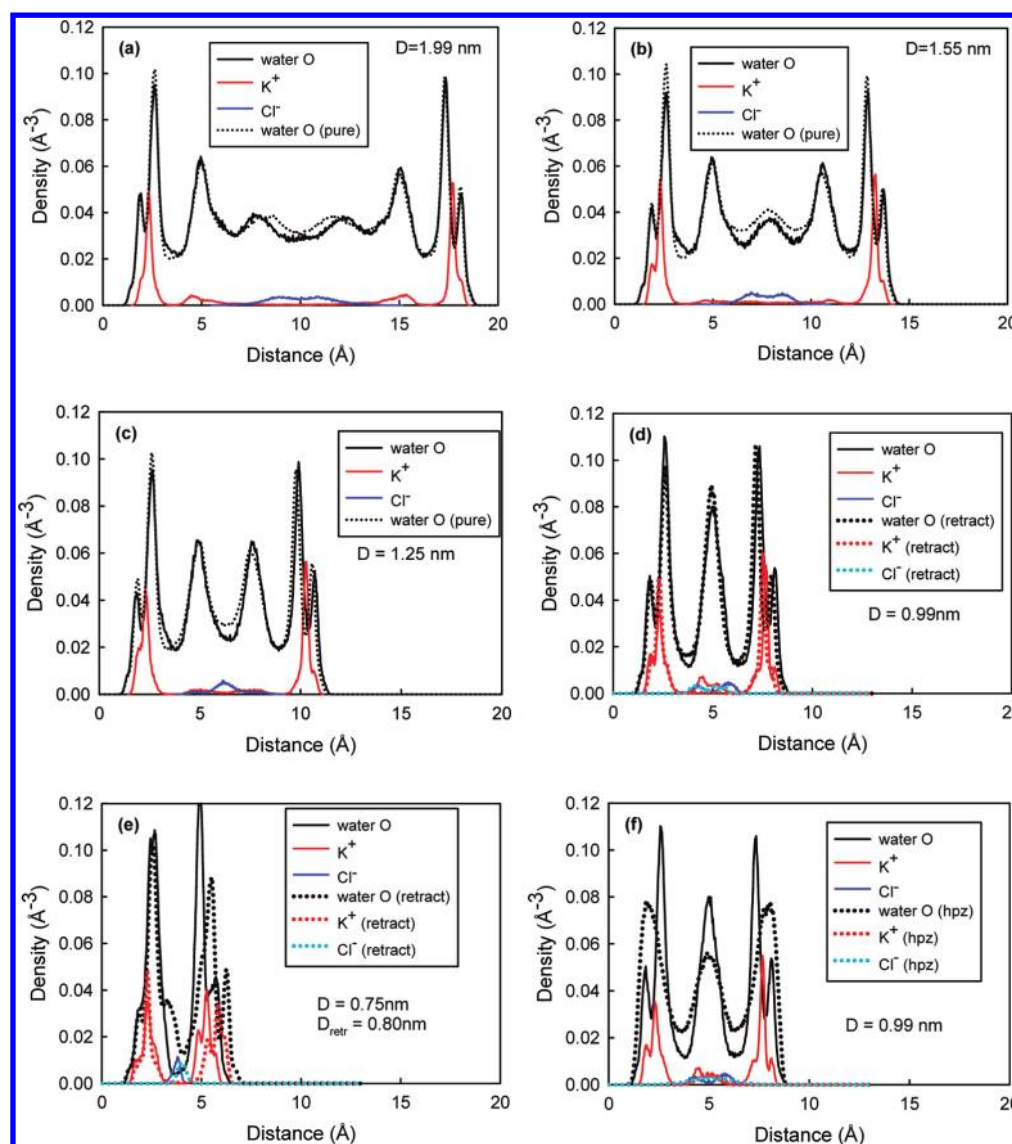 (a)
D=1.99 nm
water O
K+
Cl-
water O (pure)
Density (Å-3)
0.12
0.10
0.08
0.06
0.04
0.02
0.00
0 5 10 15 20
Distance (Å)
(b)
D=1.55 nm
water O
K+
Cl-
water O (pure)
Density (Å-3)
0.12
0.10
0.08
0.06
0.04
0.02
0.00
0 5 10 15 20
Distance (Å)
(c)
water O
K+
Cl-
water O (pure)
D = 1.25 nm
Density (Å-3)
0.12
0.10
0.08
0.06
0.04
0.02
0.00
0 5 10 15 20
Distance (Å)
(d)
water O
K+
Cl-
water O (retract)
K+ (retract)
Cl- (retract)
D = 0.99nm
Density (Å-3)
0.12
0.10
0.08
0.06
0.04
0.02
0.00
0 5 10 15 20
Distance (Å)
(e)
water O
K+
Cl-
water O (retract)
K+ (retract)
Cl- (retract)
D = 0.75nm
Dretr = 0.80nm
Density (Å-3)
0.12
0.10
0.08
0.06
0.04
0.02
0.00
0 5 10 15 20
Distance (Å)
(f)
water O
K+
Cl-
water O (hpz)
K+ (hpz)
Cl- (hpz)
D = 0.99 nm
Density (Å-3)
0.12
0.10
0.08
0.06
0.04
0.02
0.00
0 5 10 15 20
Distance (Å)